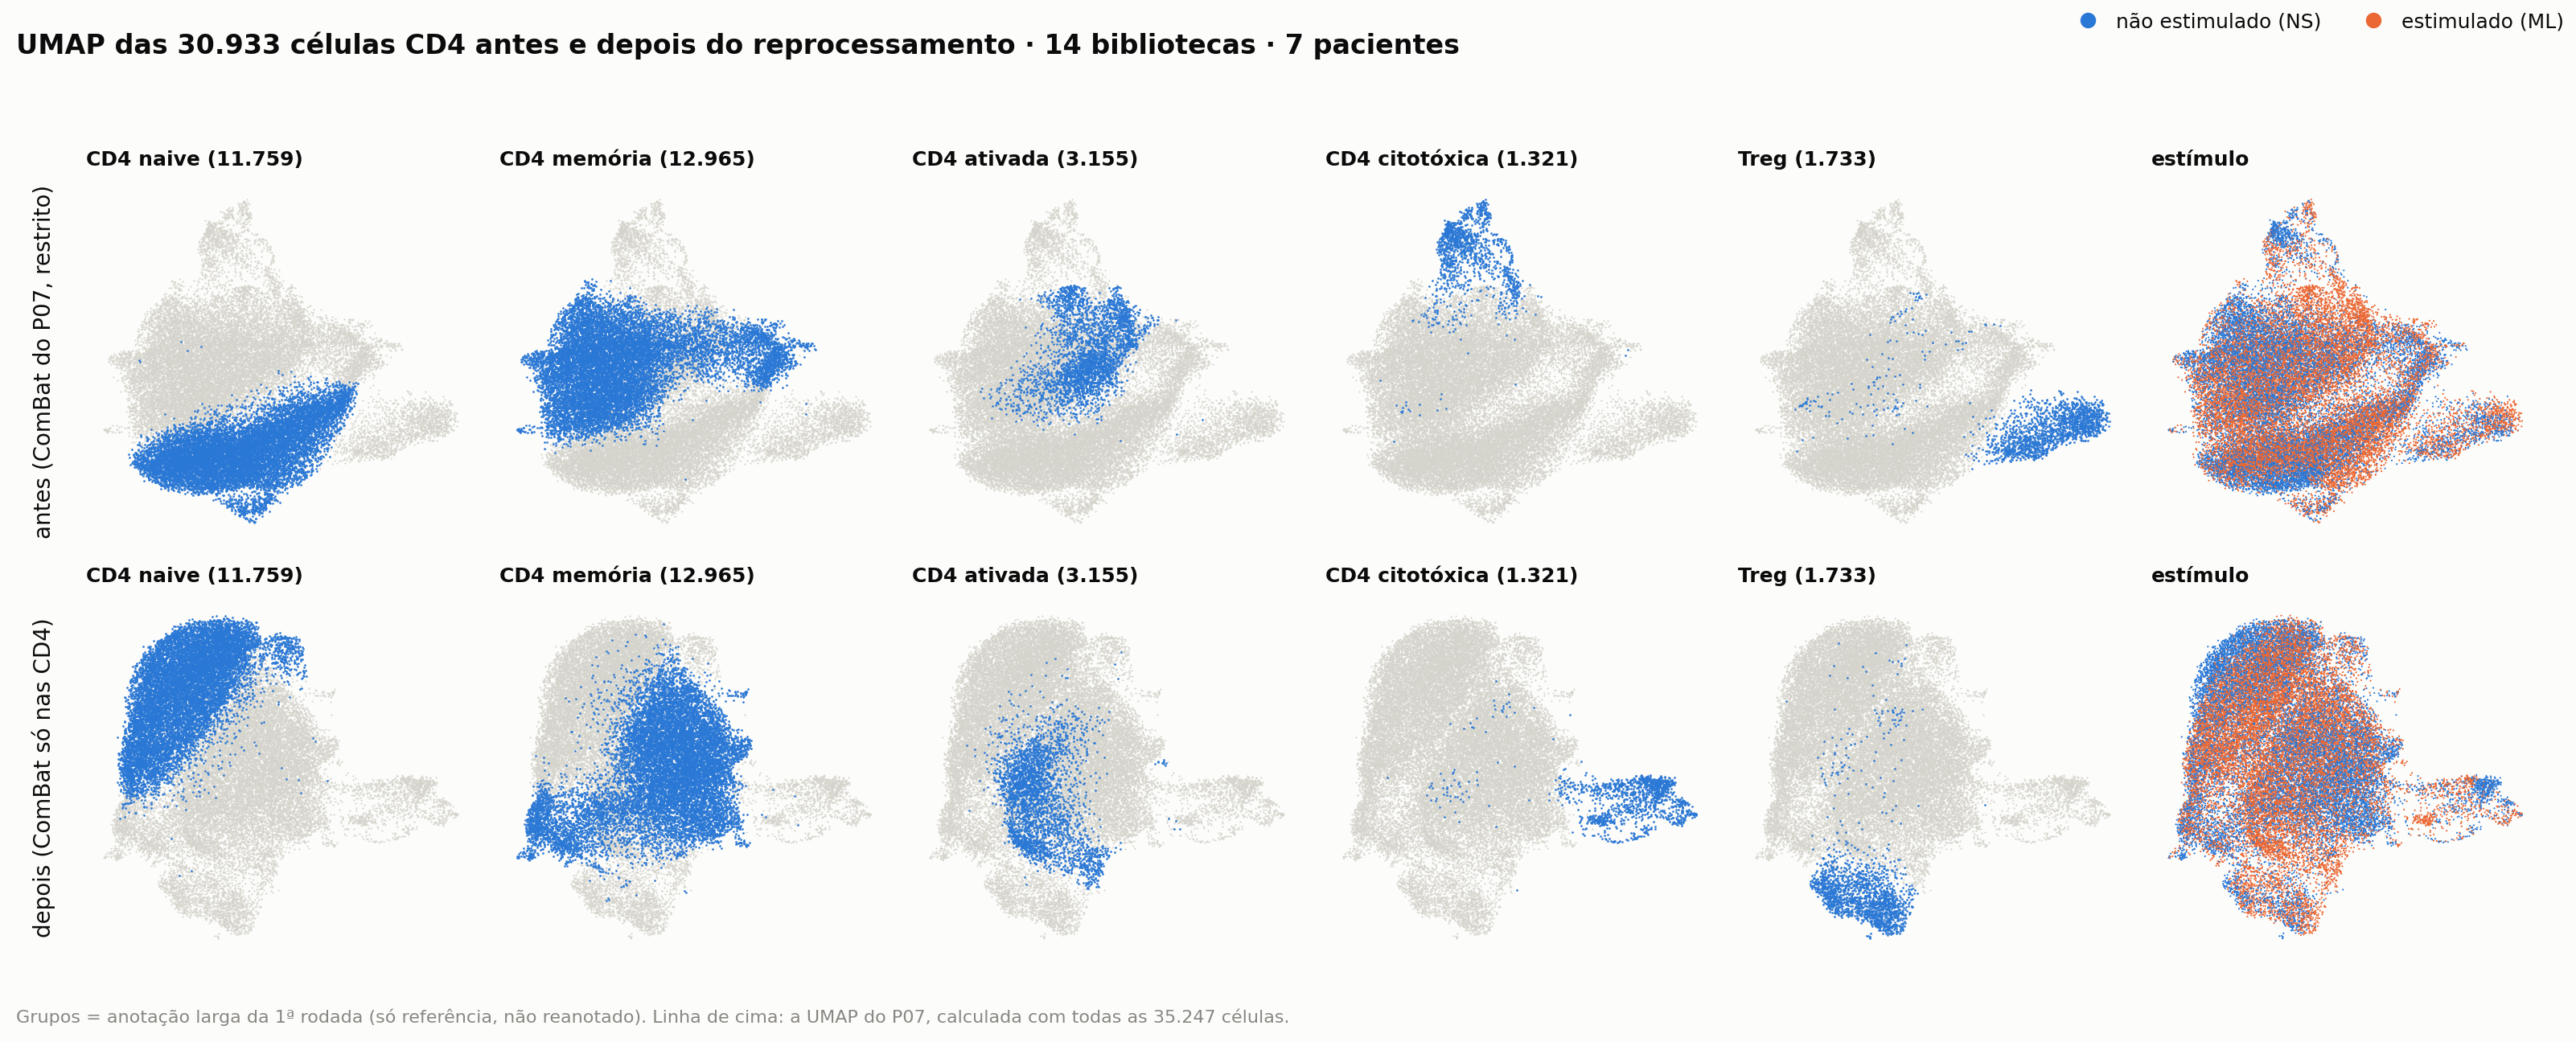 não estimulado (NS)
estimulado (ML)
UMAP das 30.933 células CD4 antes e depois do reprocessamento · 14 bibliotecas · 7 pacientes
antes (ComBat do P07, restrito)
CD4 naive (11.759)
CD4 memória (12.965)
CD4 ativada (3.155)
CD4 citotóxica (1.321)
Treg (1.733)
estímulo
depois (ComBat só nas CD4)
CD4 naive (11.759)
CD4 memória (12.965)
CD4 ativada (3.155)
CD4 citotóxica (1.321)
Treg (1.733)
estímulo
Grupos = anotação larga da 1ª rodada (só referência, não reanotado). Linha de cima: a UMAP do P07, calculada com todas as 35.247 células.